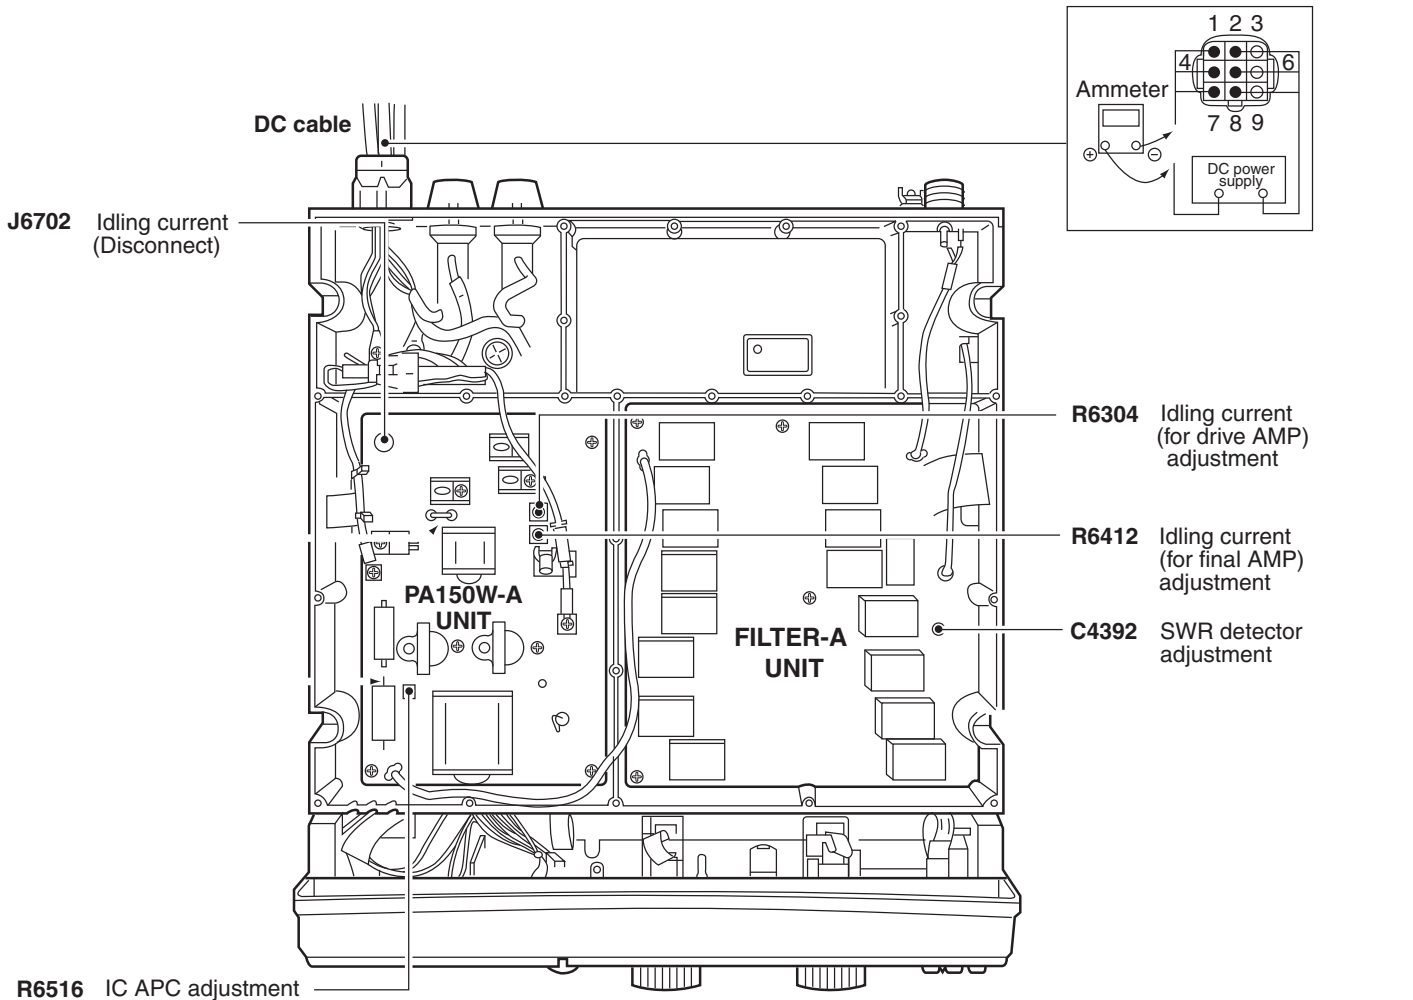 1 2 3
4 6
Ammeter
7 8 9
⊕ ⊖
DC power
supply
DC cable
J6702 Idling current
(Disconnect)
R6304 Idling current
(for drive AMP)
adjustment
R6412 Idling current
(for final AMP)
adjustment
PA150W-A
UNIT
FILTER-A
UNIT
C4392 SWR detector
adjustment
R6516 IC APC adjustment